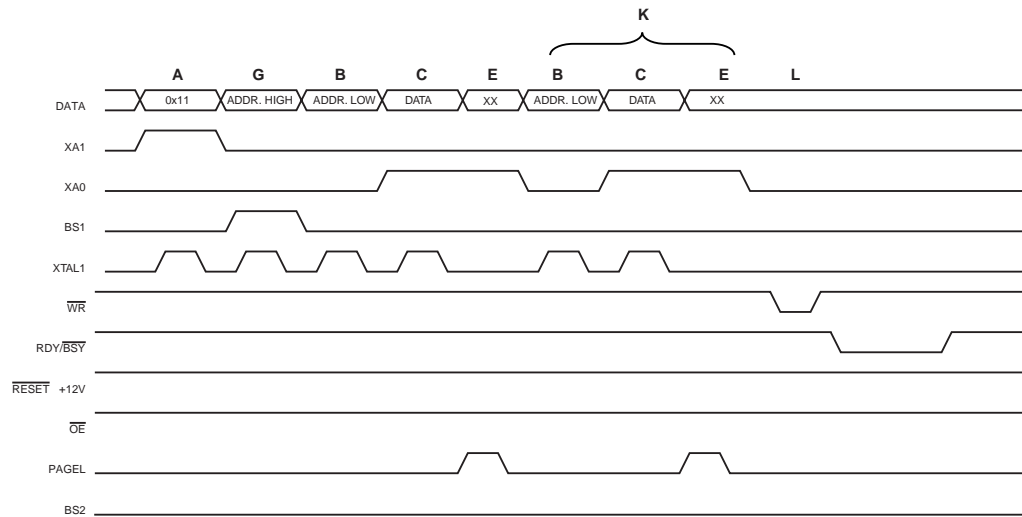 K
A G B C E B C E L
DATA 0x11 ADDR. HIGH ADDR. LOW DATA XX ADDR. LOW DATA XX
XA1
XA0
BS1
XTAL1
WR
RDY/BSY
RESET +12V
OE
PAGEL
BS2